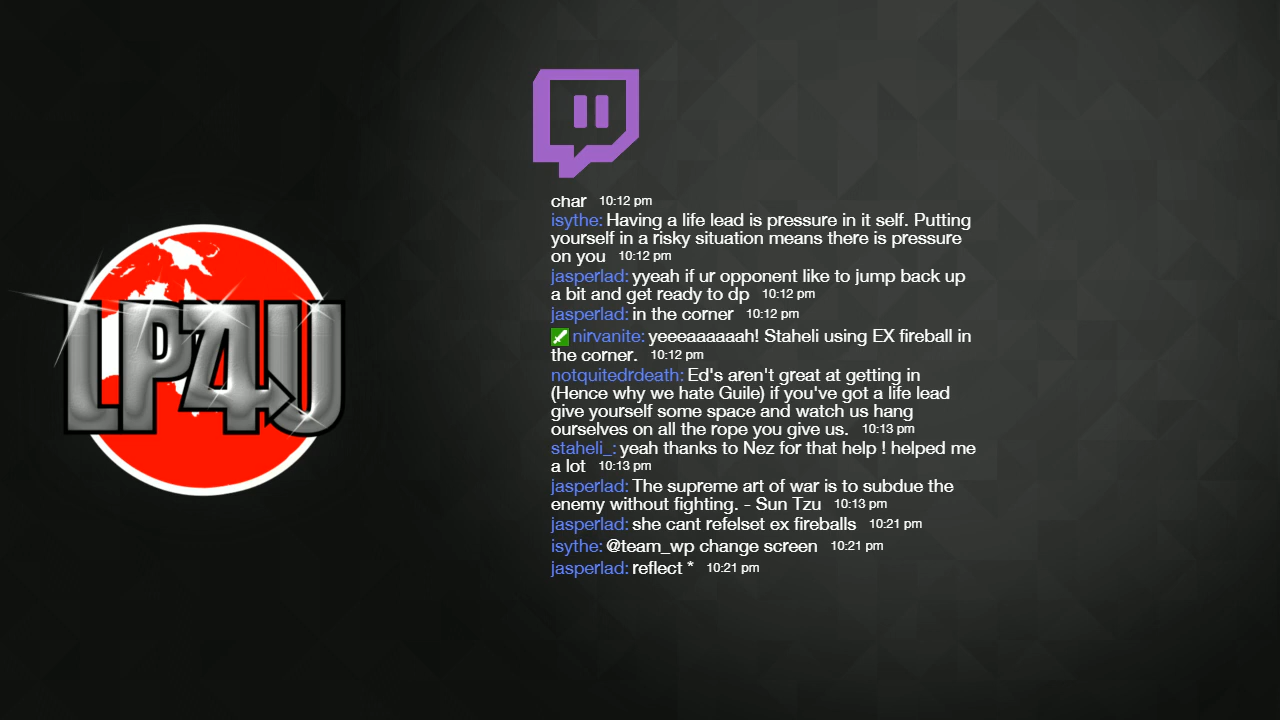 LP4U
char 10:12 pm
isythe: Having a life lead is pressure in it self. Putting
yourself in a risky situation means there is pressure
on you 10:12 pm
jasperlad: yyeah if ur opponent like to jump back up
a bit and get ready to dp 10:12 pm
jasperlad: in the corner 10:12 pm
nirvanite: yeeeaaaaaah! Staheli using EX fireball in
the corner. 10:12 pm
notquitedrdeath: Ed's aren't great at getting in
(Hence why we hate Guile) if you've got a life lead
give yourself some space and watch us hang
ourselves on all the rope you give us. 10:13 pm
staheli_: yeah thanks to Nez for that help ! helped me
a lot 10:13 pm
jasperlad: The supreme art of war is to subdue the
enemy without fighting. - Sun Tzu 10:13 pm
jasperlad: she cant refelset ex fireballs 10:21 pm
isythe: @team_wp change screen 10:21 pm
jasperlad: reflect * 10:21 pm